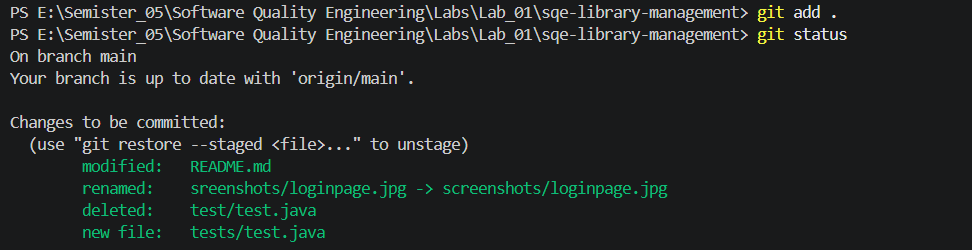 PS E:\Semister_05\Software Quality Engineering\Labs\Lab_01\sqe-library-management> git add .
PS E:\Semister_05\Software Quality Engineering\Labs\Lab_01\sqe-library-management> git status
On branch main
Your branch is up to date with 'origin/main'.
Changes to be committed:
(use "git restore --staged <file>..." to unstage)
modified: README.md
renamed: sreenshots/loginpage.jpg -> screenshots/loginpage.jpg
deleted: test/test.java
new file: tests/test.java